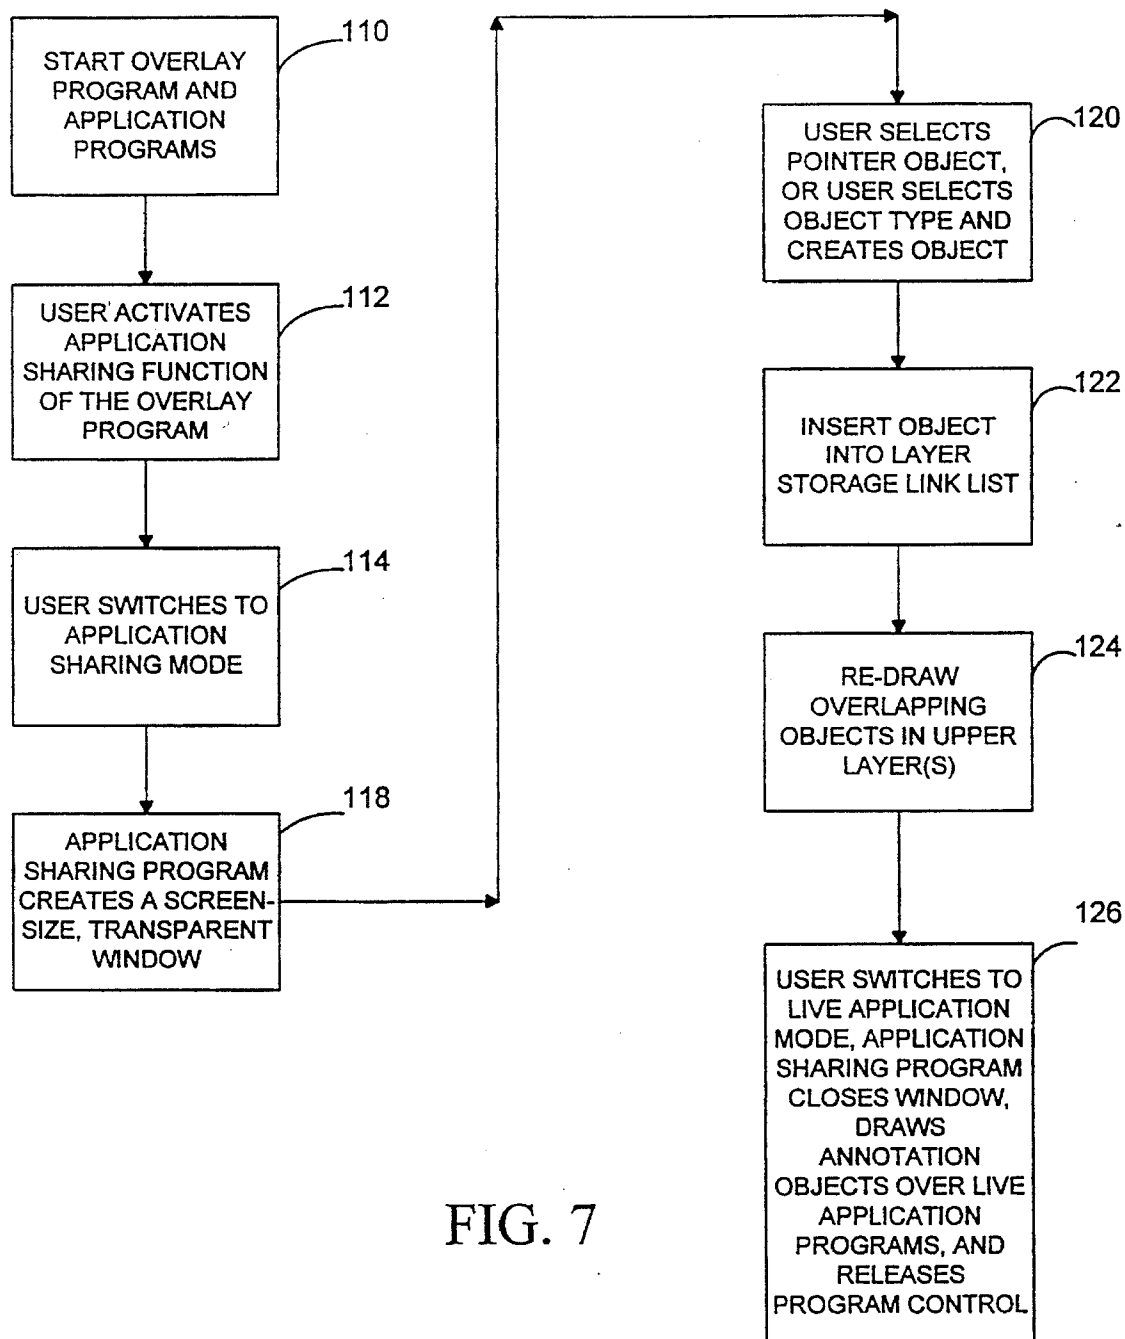 110
START OVERLAY
PROGRAM AND
APPLICATION
PROGRAMS
112
USER ACTIVATES
APPLICATION
SHARING FUNCTION
OF THE OVERLAY
PROGRAM
114
USER SWITCHES TO
APPLICATION
SHARING MODE
118
APPLICATION
SHARING PROGRAM
CREATES A SCREEN-
SIZE, TRANSPARENT
WINDOW
120
USER SELECTS
POINTER OBJECT,
OR USER SELECTS
OBJECT TYPE AND
CREATES OBJECT
122
INSERT OBJECT
INTO LAYER
STORAGE LINK LIST
124
RE-DRAW
OVERLAPPING
OBJECTS IN UPPER
LAYER(S)
126
USER SWITCHES TO
LIVE APPLICATION
MODE, APPLICATION
SHARING PROGRAM
CLOSES WINDOW,
DRAWS
ANNOTATION
OBJECTS OVER LIVE
APPLICATION
PROGRAMS, AND
RELEASES
PROGRAM CONTROL
FIG. 7